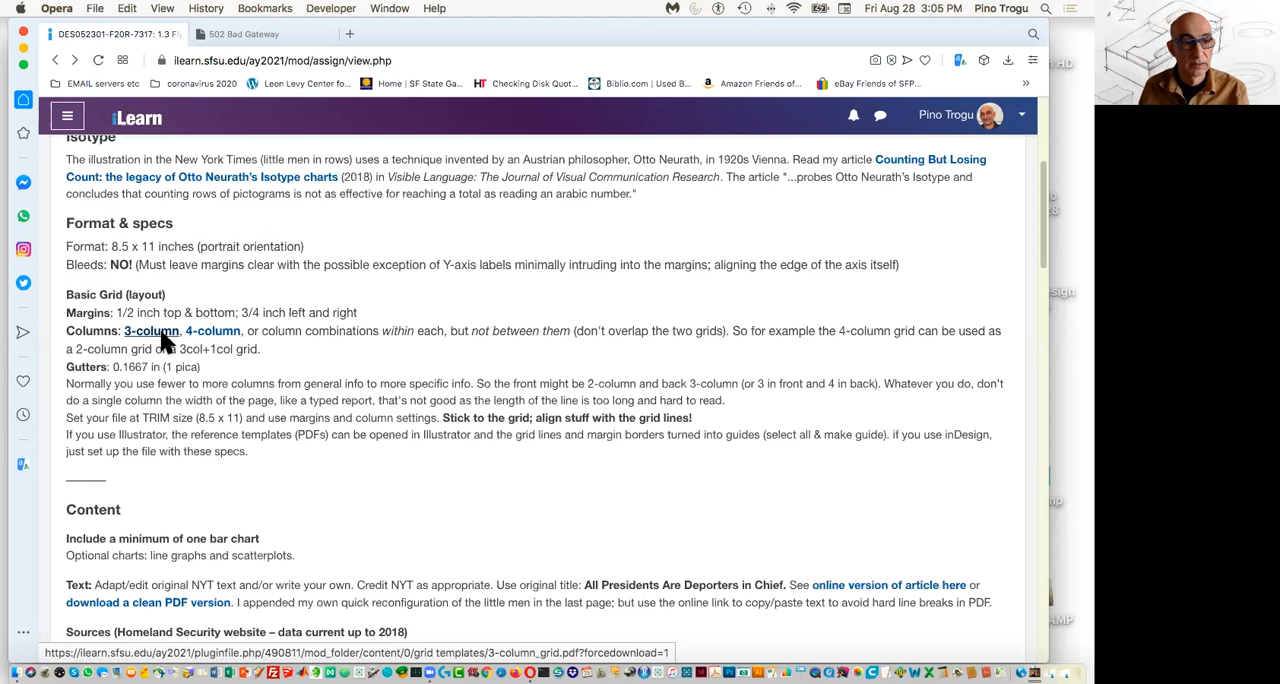 Opera File Edit View History Bookmarks Developer Window Help Fri Aug 28 3:05 PM Pino Trogu
DES052301-F20R-7317: 1.3 Fly 502 Bad Gateway
ilearn.sfsu.edu/ay2021/mod/assign/view.php
EMAIL servers etc coronavirus 2020 Leon Levy Center fo... Home | SF State Ga... HT Checking Disk Quot... Biblio.com | Used B... Amazon Friends of... eBay Friends of SFP...
iLearn Pino Trogu
Isotype
The illustration in the New York Times (little men in rows) uses a technique invented by an Austrian philosopher, Otto Neurath, in 1920s Vienna. Read my article Counting But Losing
Count: the legacy of Otto Neurath's Isotype charts (2018) in Visible Language: The Journal of Visual Communication Research. The article "...probes Otto Neurath's Isotype and
concludes that counting rows of pictograms is not as effective for reaching a total as reading an arabic number."
Format & specs
Format: 8.5 x 11 inches (portrait orientation)
Bleeds: NO! (Must leave margins clear with the possible exception of Y-axis labels minimally intruding into the margins; aligning the edge of the axis itself)
Basic Grid (layout)
Margins: 1/2 inch top & bottom; 3/4 inch left and right
Columns: 3-column, 4-column, or column combinations within each, but not between them (don't overlap the two grids). So for example the 4-column grid can be used as
a 2-column grid or a 3col+1col grid.
Gutters: 0.1667 in (1 pica)
Normally you use fewer to more columns from general info to more specific info. So the front might be 2-column and back 3-column (or 3 in front and 4 in back). Whatever you do, don't
do a single column the width of the page, like a typed report, that's not good as the length of the line is too long and hard to read.
Set your file at TRIM size (8.5 x 11) and use margins and column settings. Stick to the grid; align stuff with the grid lines!
If you use Illustrator, the reference templates (PDFs) can be opened in Illustrator and the grid lines and margin borders turned into guides (select all & make guide). if you use inDesign,
just set up the file with these specs.
Content
Include a minimum of one bar chart
Optional charts: line graphs and scatterplots.
Text: Adapt/edit original NYT text and/or write your own. Credit NYT as appropriate. Use original title: All Presidents Are Deporters in Chief. See online version of article here or
download a clean PDF version. I appended my own quick reconfiguration of the little men in the last page; but use the online link to copy/paste text to avoid hard line breaks in PDF.
Sources (Homeland Security website – data current up to 2018)
https://ilearn.sfsu.edu/ay2021/pluginfile.php/490811/mod_folder/content/0/grid templates/3-column_grid.pdf?forcedownload=1